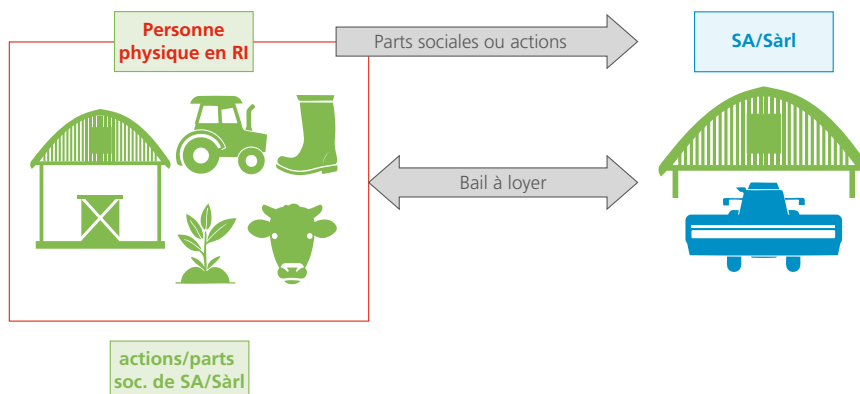 Personne
physique en RI
Parts sociales ou actions
SA/Sàrl
Bail à loyer
actions/parts
soc. de SA/Sàrl